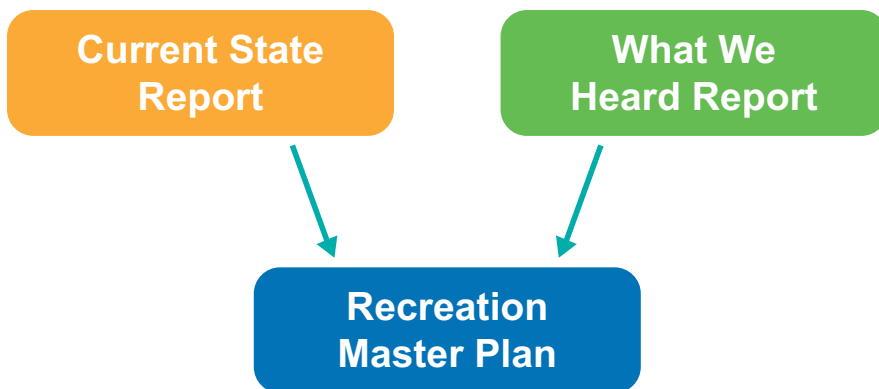 Current State
Report
What We
Heard Report
Recreation
Master Plan